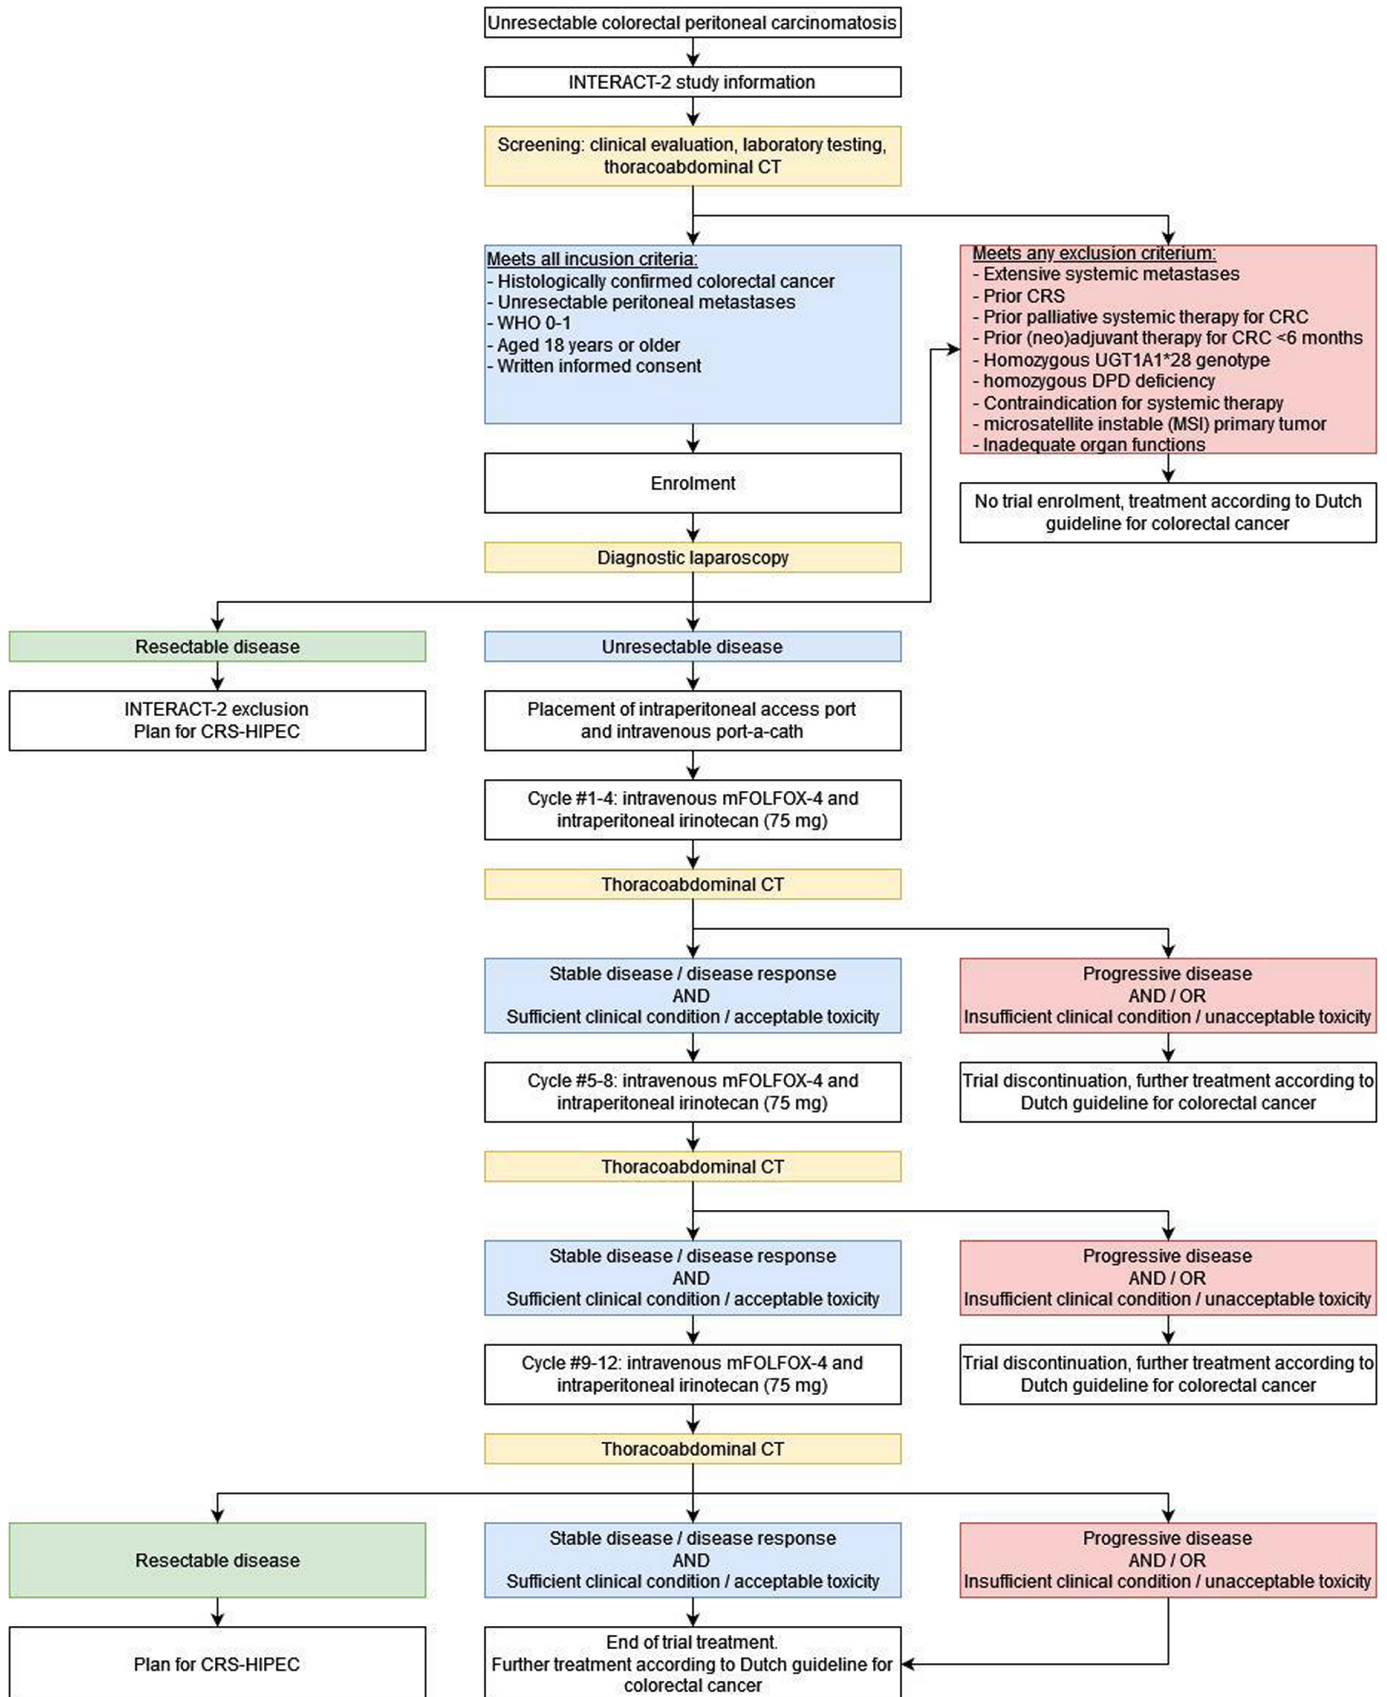 Unresectable colorectal peritoneal carcinomatosis
INTERACT-2 study information
Screening: clinical evaluation, laboratory testing,
thoracoabdominal CT
Meets all incusion criteria:
- Histologically confirmed colorectal cancer
- Unresectable peritoneal metastases
- WHO 0-1
- Aged 18 years or older
- Written informed consent
Meets any exclusion criterium:
- Extensive systemic metastases
- Prior CRS
- Prior palliative systemic therapy for CRC
- Prior (neo)adjuvant therapy for CRC <6 months
- Homozygous UGT1A1*28 genotype
- homozygous DPD deficiency
- Contraindication for systemic therapy
- microsatellite instable (MSI) primary tumor
- Inadequate organ functions
Enrolment
No trial enrolment, treatment according to Dutch
guideline for colorectal cancer
Diagnostic laparoscopy
Resectable disease
Unresectable disease
INTERACT-2 exclusion
Plan for CRS-HIPEC
Placement of intraperitoneal access port
and intravenous port-a-cath
Cycle #1-4: intravenous mFOLFOX-4 and
intraperitoneal irinotecan (75 mg)
Thoracoabdominal CT
Stable disease / disease response
AND
Sufficient clinical condition / acceptable toxicity
Progressive disease
AND / OR
Insufficient clinical condition / unacceptable toxicity
Cycle #5-8: intravenous mFOLFOX-4 and
intraperitoneal irinotecan (75 mg)
Trial discontinuation, further treatment according to
Dutch guideline for colorectal cancer
Thoracoabdominal CT
Stable disease / disease response
AND
Sufficient clinical condition / acceptable toxicity
Progressive disease
AND / OR
Insufficient clinical condition / unacceptable toxicity
Cycle #9-12: intravenous mFOLFOX-4 and
intraperitoneal irinotecan (75 mg)
Trial discontinuation, further treatment according to
Dutch guideline for colorectal cancer
Thoracoabdominal CT
Resectable disease
Stable disease / disease response
AND
Sufficient clinical condition / acceptable toxicity
Progressive disease
AND / OR
Insufficient clinical condition / unacceptable toxicity
Plan for CRS-HIPEC
End of trial treatment.
Further treatment according to Dutch guideline for
colorectal cancer